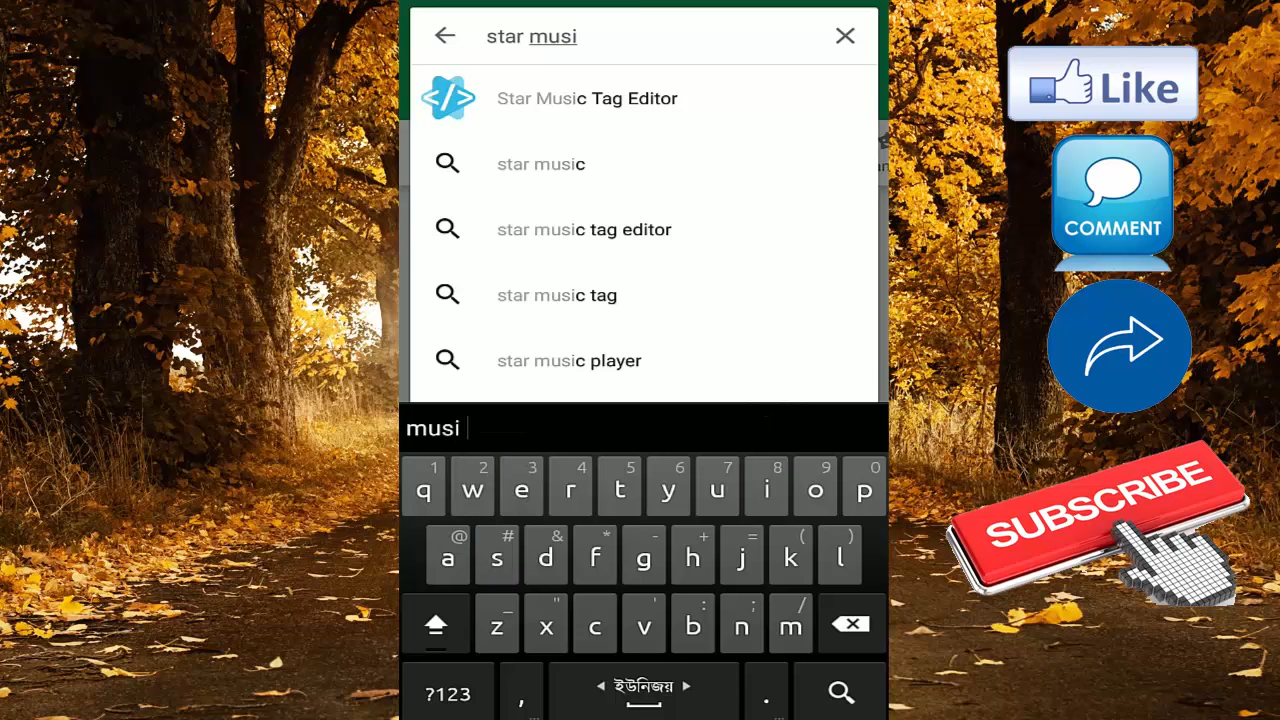 star musi
Star Music Tag Editor
star music
star music tag editor
star music tag
star music player
musi
1 2 3 4 5 6 7 8 9 0
q w e r t y u i o p
@ # & * - + = ( )
a s d f g h j k l
_ " ' : ; /
z x c v b n m
?123 , ইউনিজয় .
Like
COMMENT
SUBSCRIBE